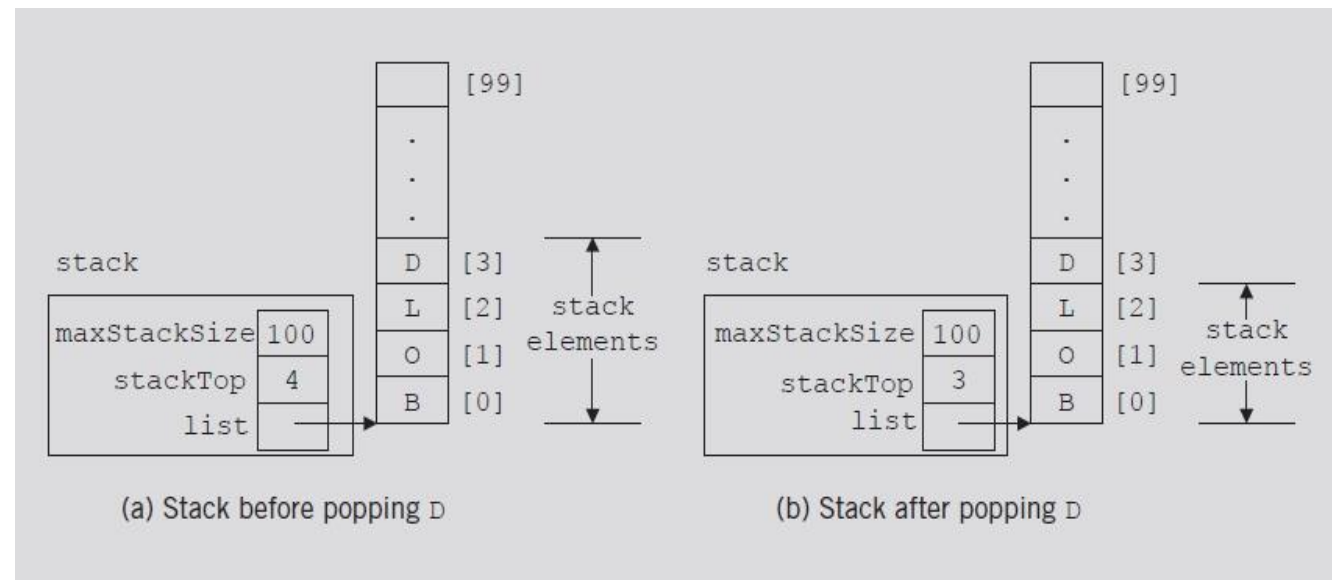 [99]
.
.
.
stack
D [3]
L [2]
O [1]
B [0]
stack
elements
maxStackSize 100
stackTop 4
list
(a) Stack before popping D
[99]
.
.
.
stack
D [3]
L [2]
O [1]
B [0]
stack
elements
maxStackSize 100
stackTop 3
list
(b) Stack after popping D